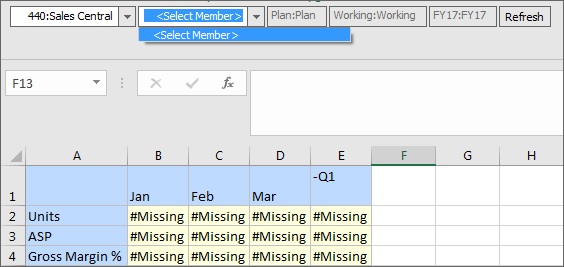 440:Sales Central <Select Member> Plan:Plan Working:Working FY17:FY17 Refresh
<Select Member>
F13 fx
A B C D E F G H
-Q1
1 Jan Feb Mar
2 Units #Missing #Missing #Missing #Missing
3 ASP #Missing #Missing #Missing #Missing
4 Gross Margin % #Missing #Missing #Missing #Missing